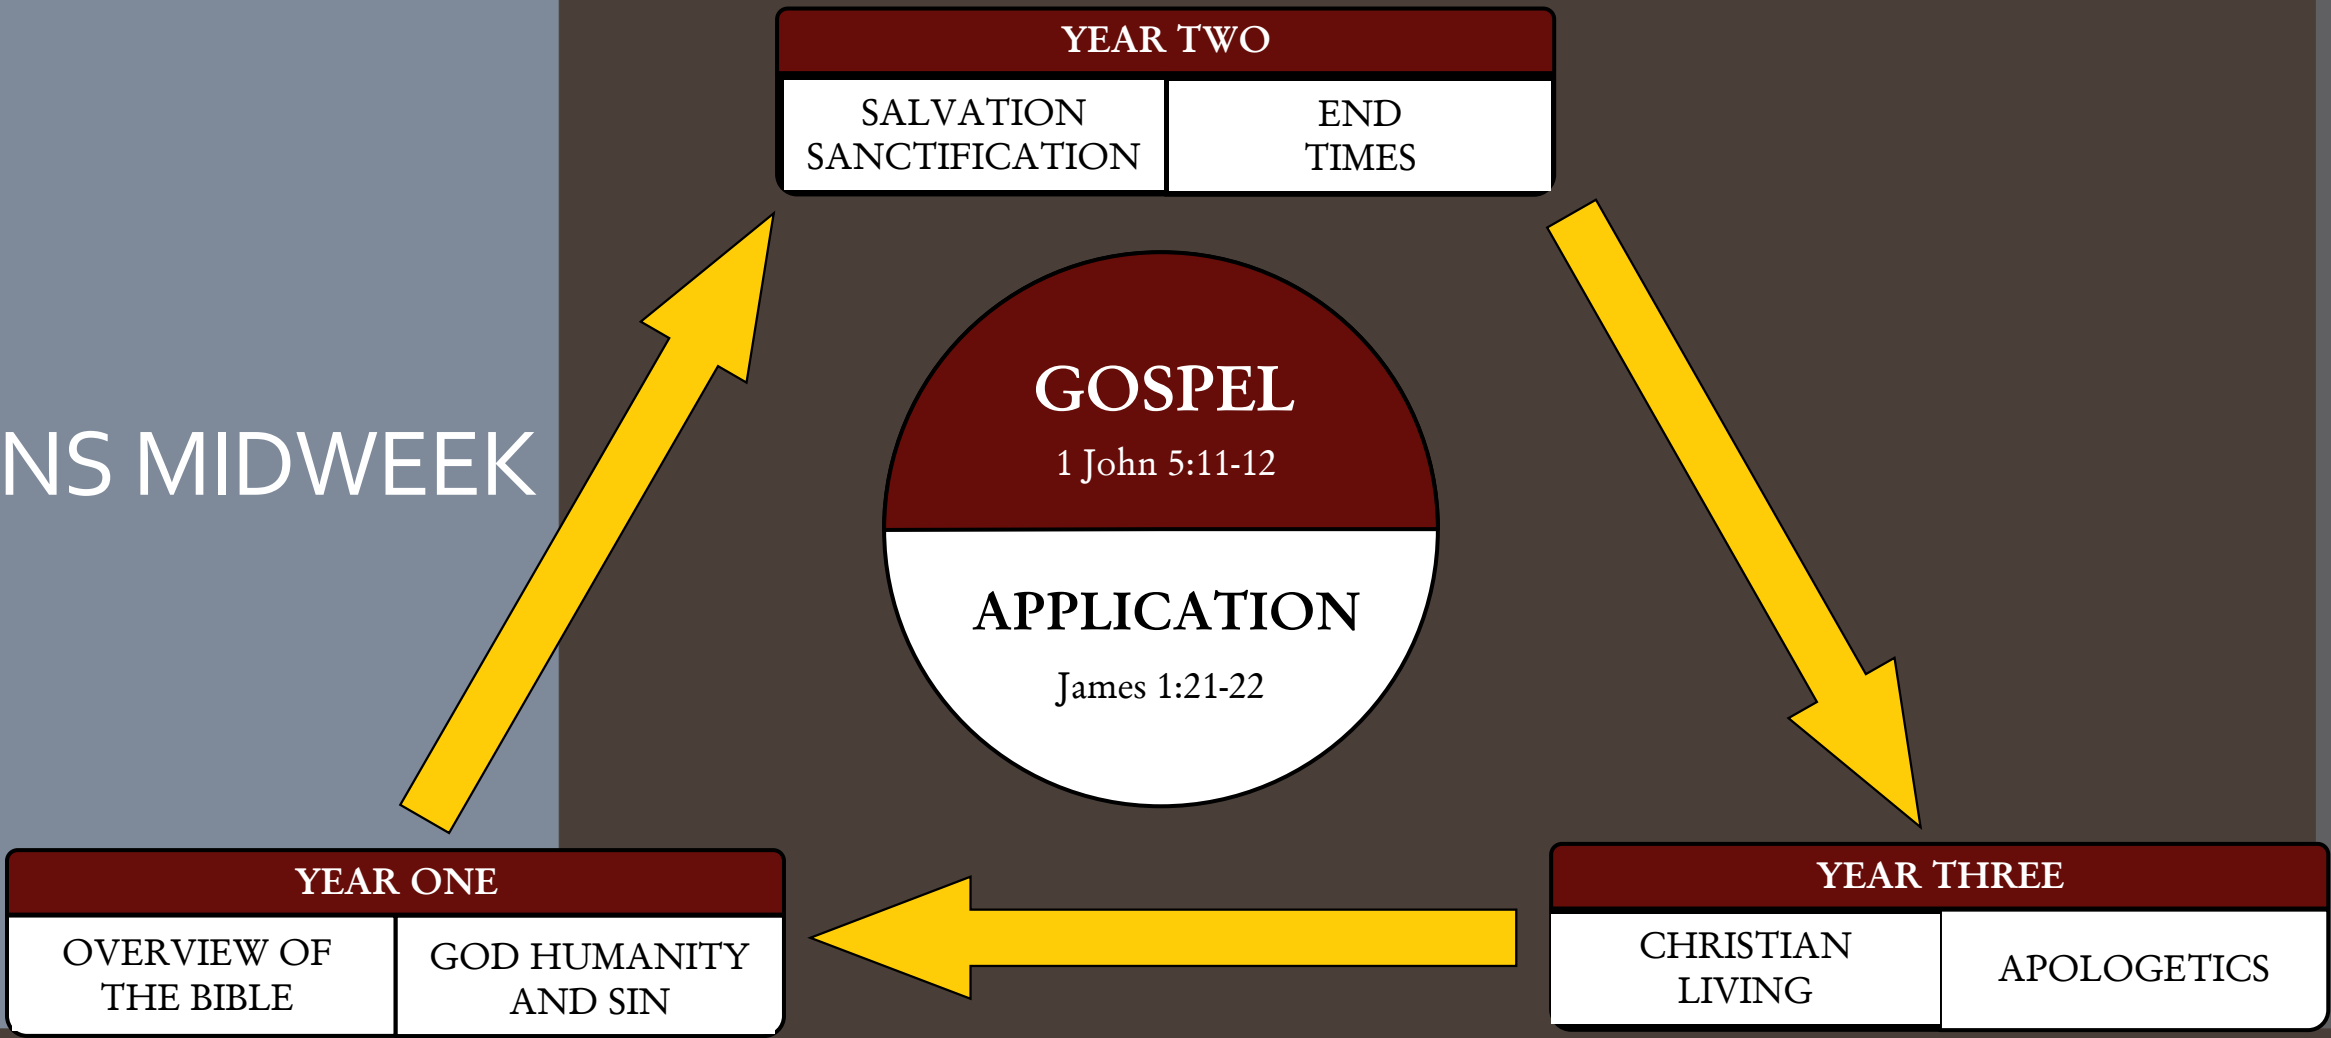 YEAR TWO
SALVATION
SANCTIFICATION
END
TIMES
GOSPEL
1 John 5:11-12
NS MIDWEEK
APPLICATION
James 1:21-22
YEAR ONE
OVERVIEW OF
THE BIBLE
GOD HUMANITY
AND SIN
YEAR THREE
CHRISTIAN
LIVING
APOLOGETICS